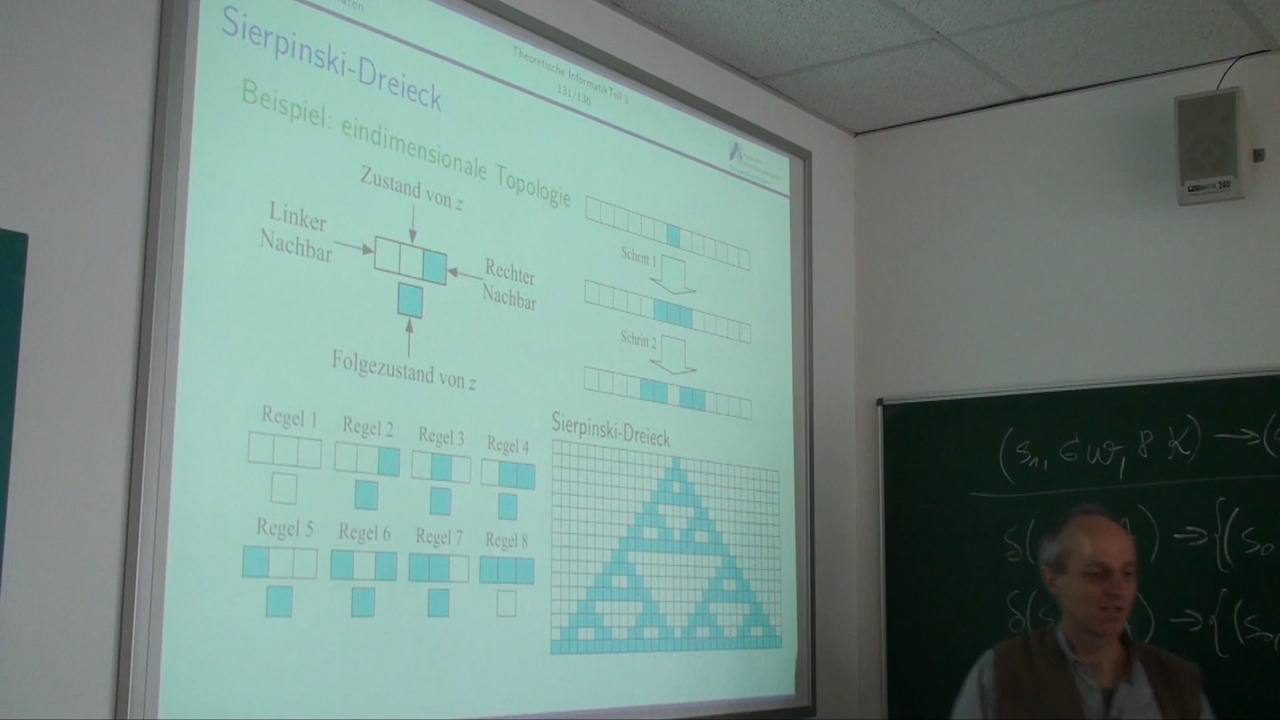 Theoretische Informatik Teil 1
131/136
Sierpinski-Dreieck
Beispiel: eindimensionale Topologie
Zustand von z
Linker
Nachbar
Rechter
Nachbar
Folgezustand von z
Schritt 1
Schritt 2
Regel 1
Regel 2
Regel 3
Regel 4
Regel 5
Regel 6
Regel 7
Regel 8
Sierpinski-Dreieck